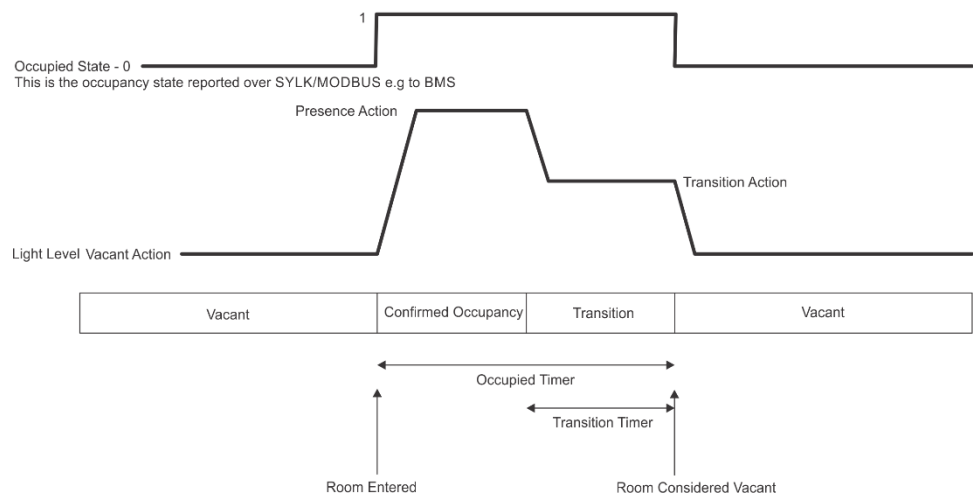 1
Occupied State - 0
This is the occupancy state reported over SYLK/MODBUS e.g to BMS
Presence Action
Transition Action
Light Level Vacant Action
Vacant
Confirmed Occupancy
Transition
Vacant
Occupied Timer
Transition Timer
Room Entered
Room Considered Vacant